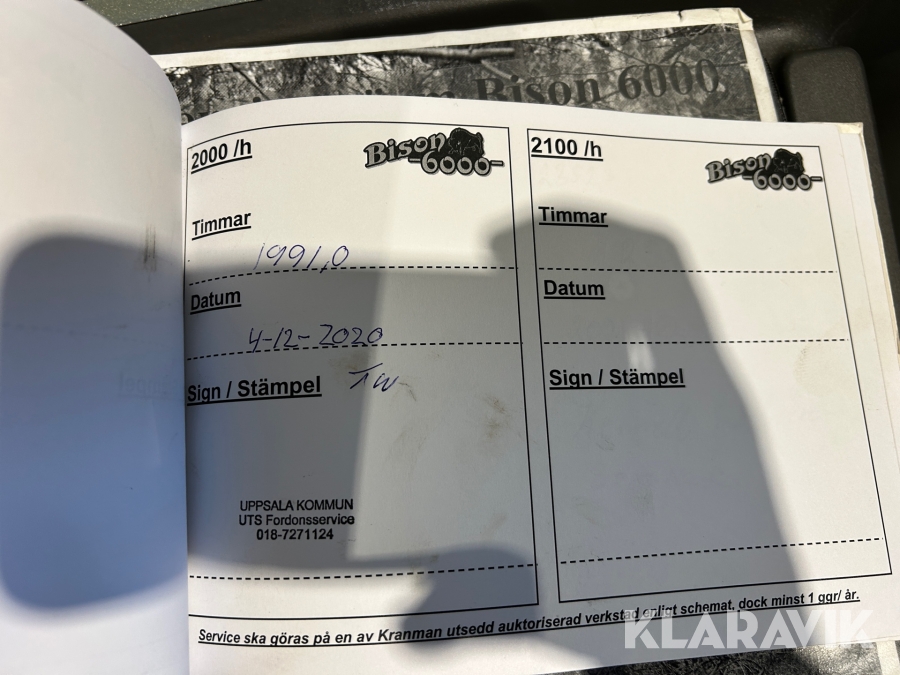 Bison 6000
2000 /h
Bison
6000
Timmar
1991,0
Datum
4-12-2020
Sign / Stämpel TW
UPPSALA KOMMUN
UTS Fordonsservice
018-7271124
2100 /h
Bison
6000
Timmar
Datum
Sign / Stämpel
Service ska göras på en av Kranman utsedd auktoriserad verkstad enligt schemat, dock minst 1 ggr/ år.
KLARAVIK